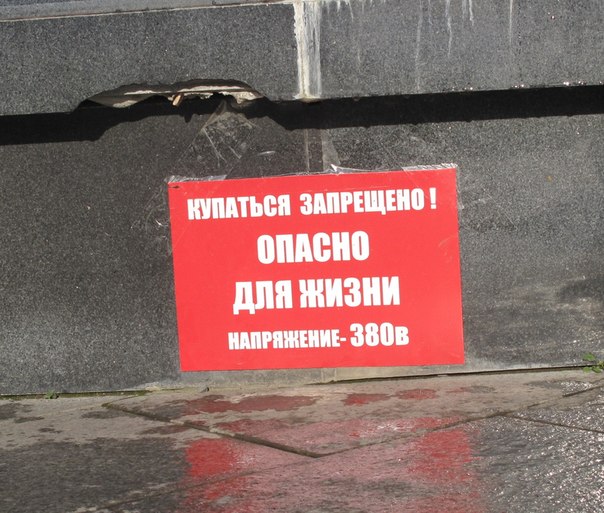 КУПАТЬСЯ ЗАПРЕЩЕНО !
ОПАСНО
ДЛЯ ЖИЗНИ
НАПРЯЖЕНИЕ- 380в